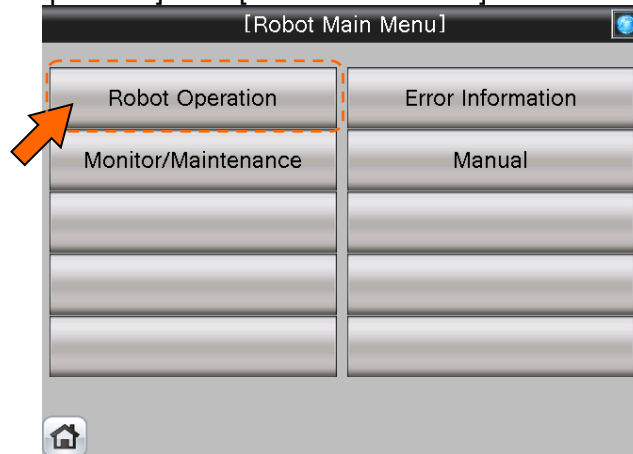 [Robot Main Menu]
Robot Operation
Error Information
Monitor/Maintenance
Manual